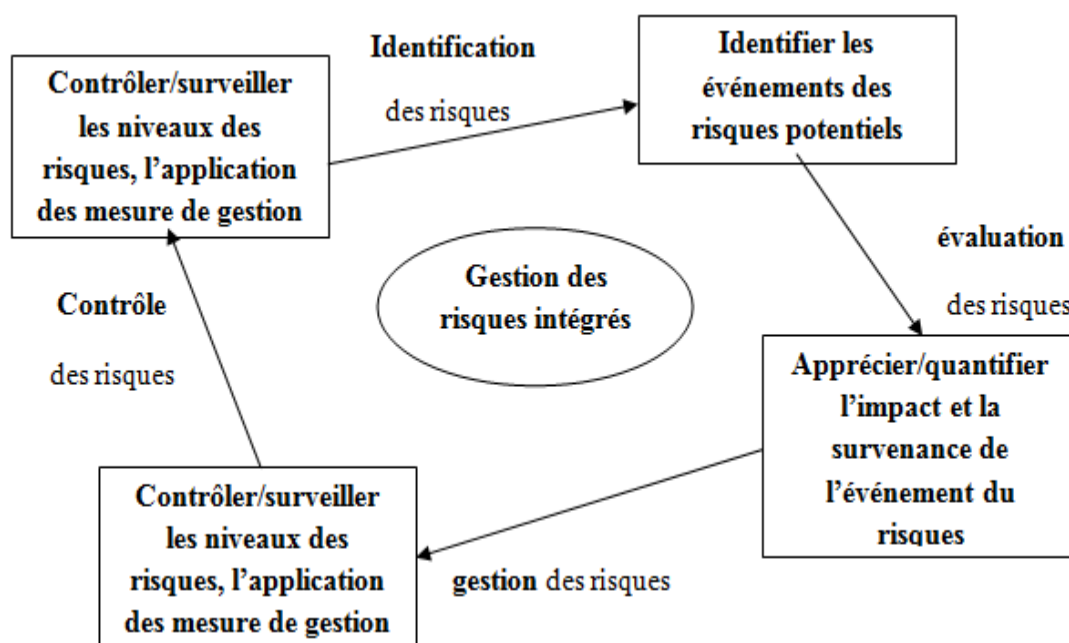 Identification
des risques
Identifier les
événements des
risques potentiels
évaluation
des risques
Apprécier/quantifier
l’impact et la
survenance de
l’événement du
risques
gestion des risques
Contrôler/surveiller
les niveaux des
risques, l’application
des mesure de gestion
Contrôle
des risques
Contrôler/surveiller
les niveaux des
risques, l’application
des mesure de gestion
Gestion des
risques intégrés